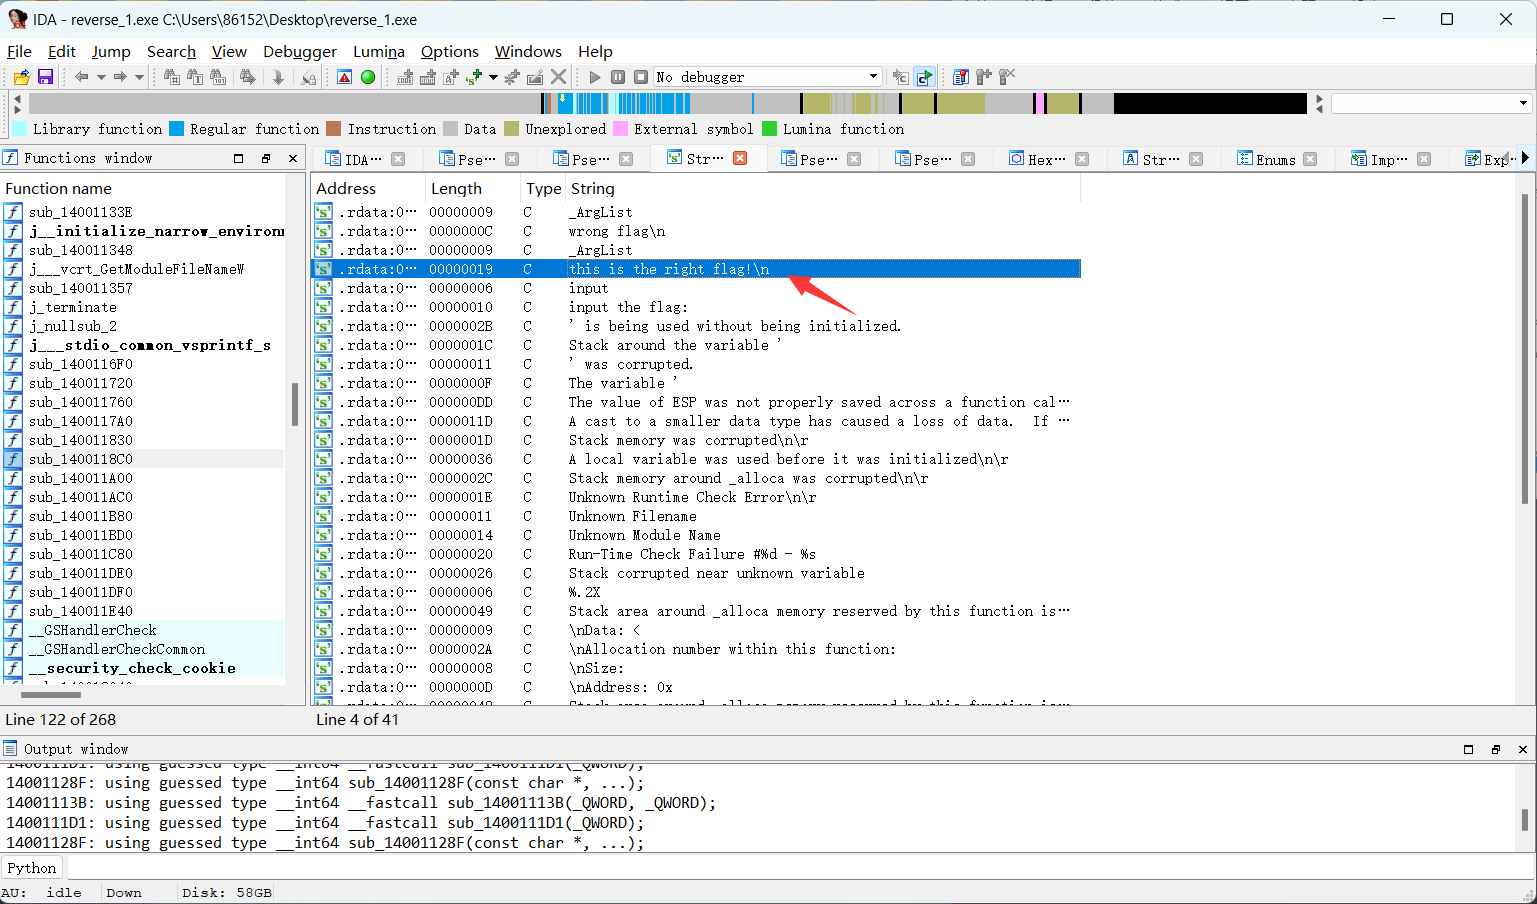 IDA - reverse_1.exe C:\Users\86152\Desktop\reverse_1.exe
File Edit Jump Search View Debugger Lumina Options Windows Help
No debugger
Library function Regular function Instruction Data Unexplored External symbol Lumina function
Functions window
IDA··· Pse··· Pse··· Str··· Pse··· Pse··· Hex··· Str··· Enums Imp··· Exp
Function name
sub_14001133E
j__initialize_narrow_environm
sub_140011348
j___vcrt_GetModuleFileNameW
sub_140011357
j_terminate
j_nullsub_2
j___stdio_common_vsprintf_s
sub_1400116F0
sub_140011720
sub_140011760
sub_1400117A0
sub_140011830
sub_1400118C0
sub_140011A00
sub_140011AC0
sub_140011B80
sub_140011BD0
sub_140011C80
sub_140011DE0
sub_140011DF0
sub_140011E40
__GSHandlerCheck
__GSHandlerCheckCommon
__security_check_cookie
Line 122 of 268
Address Length Type String
.rdata:0··· 00000009 C _ArgList
.rdata:0··· 0000000C C wrong flag\n
.rdata:0··· 00000009 C _ArgList
.rdata:0··· 00000019 C this is the right flag!\n
.rdata:0··· 00000006 C input
.rdata:0··· 00000010 C input the flag:
.rdata:0··· 0000002B C ' is being used without being initialized.
.rdata:0··· 0000001C C Stack around the variable '
.rdata:0··· 00000011 C ' was corrupted.
.rdata:0··· 0000000F C The variable '
.rdata:0··· 000000DD C The value of ESP was not properly saved across a function cal···
.rdata:0··· 0000011D C A cast to a smaller data type has caused a loss of data.  If ···
.rdata:0··· 0000001D C Stack memory was corrupted\n\r
.rdata:0··· 00000036 C A local variable was used before it was initialized\n\r
.rdata:0··· 0000002C C Stack memory around _alloca was corrupted\n\r
.rdata:0··· 0000001E C Unknown Runtime Check Error\n\r
.rdata:0··· 00000011 C Unknown Filename
.rdata:0··· 00000014 C Unknown Module Name
.rdata:0··· 00000020 C Run-Time Check Failure #%d - %s
.rdata:0··· 00000026 C Stack corrupted near unknown variable
.rdata:0··· 00000006 C %.2X
.rdata:0··· 00000049 C Stack area around _alloca memory reserved by this function is···
.rdata:0··· 00000009 C \nData: <
.rdata:0··· 0000002A C \nAllocation number within this function:
.rdata:0··· 00000008 C \nSize:
.rdata:0··· 0000000D C \nAddress: 0x
Line 4 of 41
Output window
14001111D1: using guessed type __int64 __fastcall sub_1400111D1(_QWORD);
14001128F: using guessed type __int64 sub_14001128F(const char *, ...);
14001113B: using guessed type __int64 __fastcall sub_14001113B(_QWORD, _QWORD);
1400111D1: using guessed type __int64 __fastcall sub_1400111D1(_QWORD);
14001128F: using guessed type __int64 sub_14001128F(const char *, ...);
Python
AU: idle Down Disk: 58GB